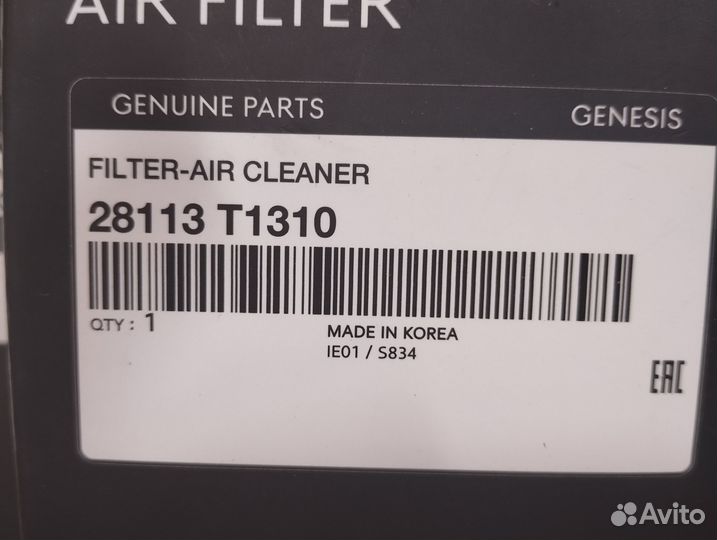 AIR FILTER
GENUINE PARTS
GENESIS
FILTER-AIR CLEANER
28113 T1310
QTY : 1
MADE IN KOREA
IE01 / S834
EAC
Avito